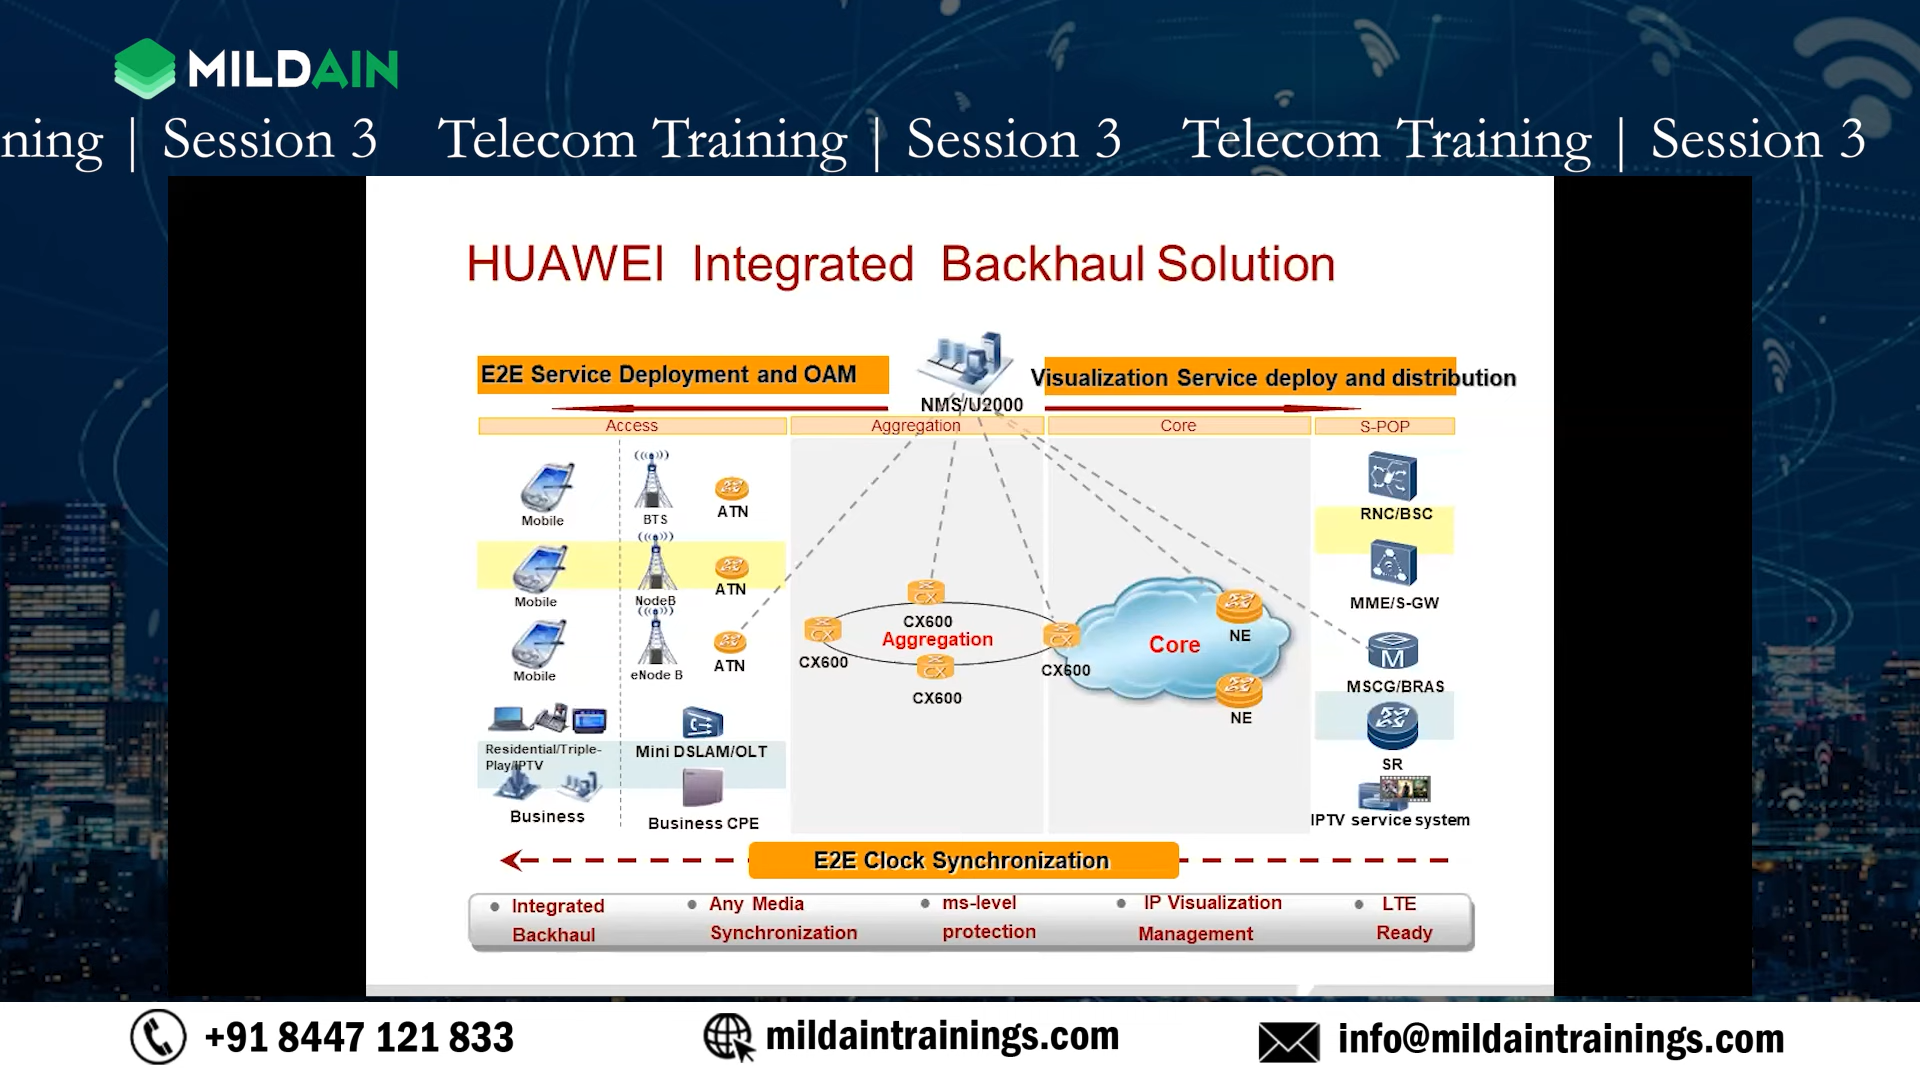 MILDAIN
ning | Session 3 Telecom Training | Session 3 Telecom Training | Session 3
HUAWEI Integrated Backhaul Solution
E2E Service Deployment and OAM
Visualization Service deploy and distribution
NMS/U2000
Access
Aggregation
Core
S-POP
Mobile
BTS
ATN
RNC/BSC
Mobile
NodeB
ATN
MME/S-GW
Mobile
eNode B
ATN
CX
CX600
Aggregation
CX
CX600
CX
CX600
CX
CX600
Core
NE
NE
M
MSCG/BRAS
SR
Residential/Triple-
Play/IPTV
Mini DSLAM/OLT
Business
Business CPE
IPTV service system
E2E Clock Synchronization
• Integrated
Backhaul
• Any Media
Synchronization
• ms-level
protection
• IP Visualization
Management
• LTE
Ready
+91 8447 121 833
mildaintrainings.com
info@mildaintrainings.com